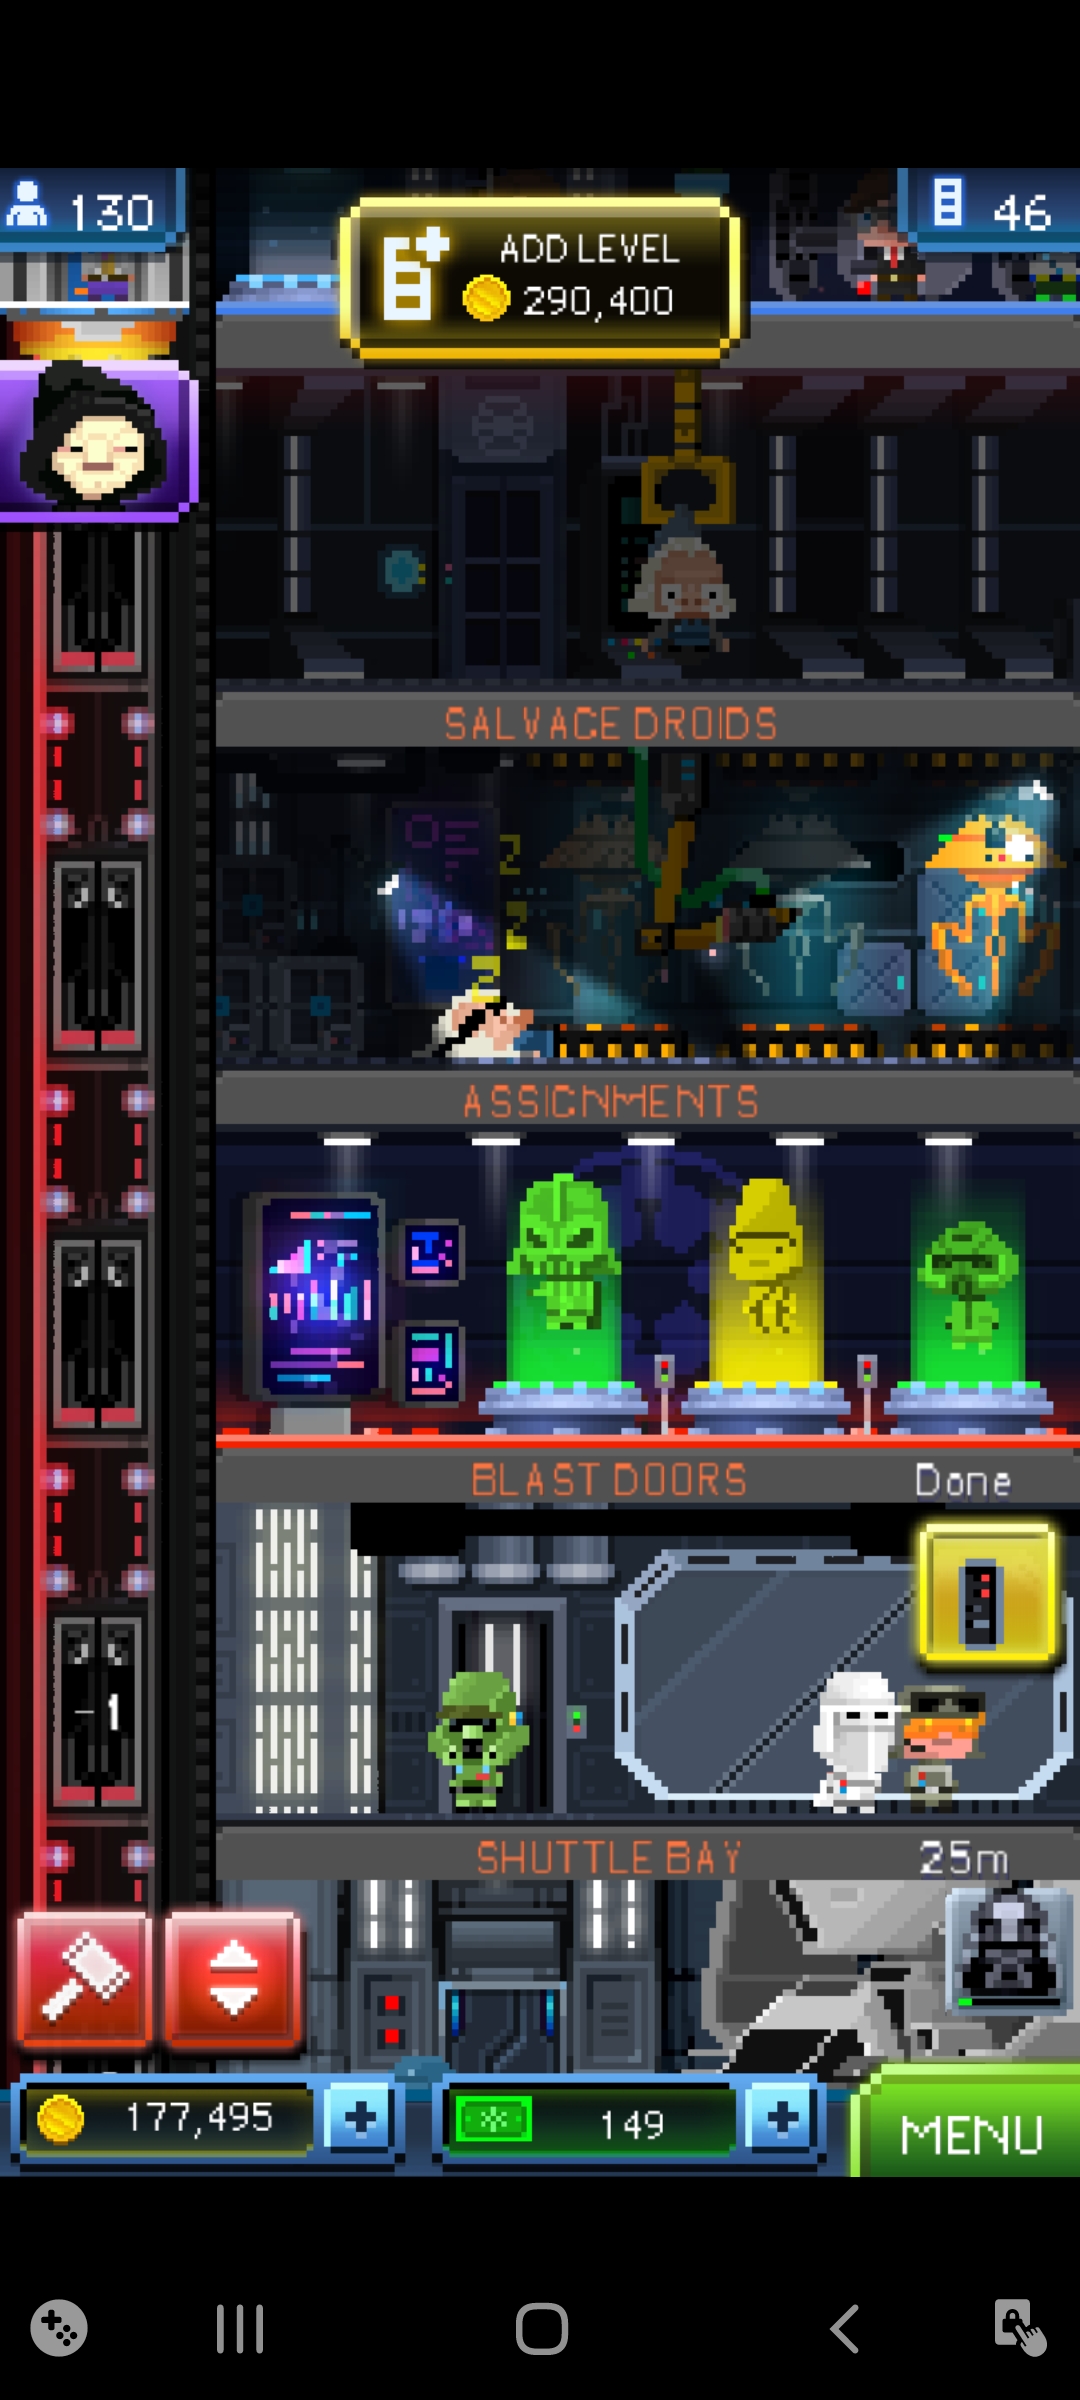 130
46
ADD LEVEL
290,400
SALVAGE DROIDS
ASSIGNMENTS
BLAST DOORS
Done
-1
SHUTTLE BAY
25m
177,495
149
MENU